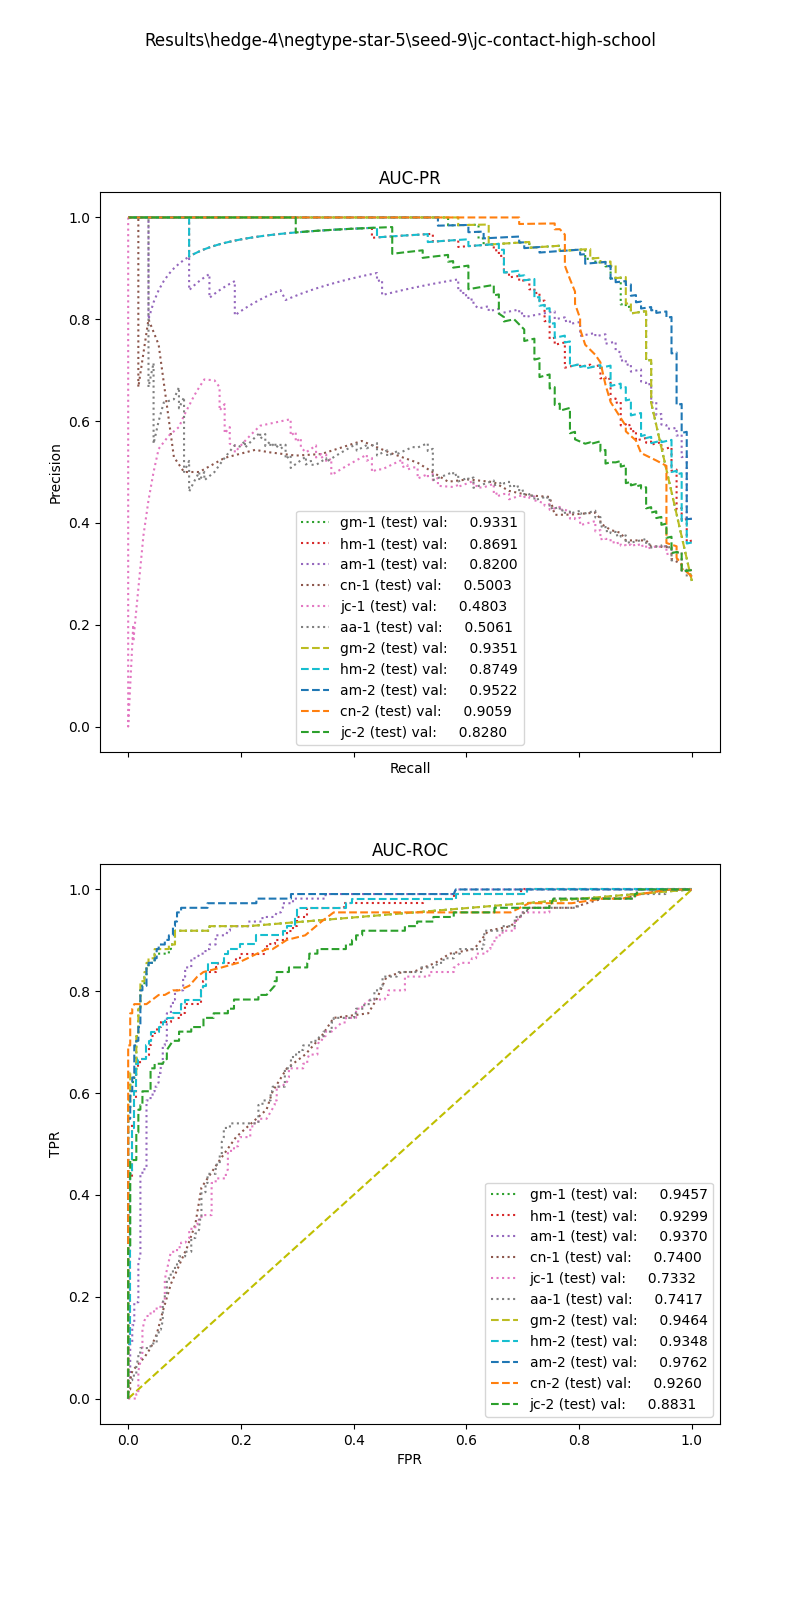 Results\hedge-4\negtype-star-5\seed-9\jc-contact-high-school
AUC-PR
1.0
0.8
0.6
0.4
0.2
0.0
Precision
gm-1 (test) val: 0.9331
hm-1 (test) val: 0.8691
am-1 (test) val: 0.8200
cn-1 (test) val: 0.5003
jc-1 (test) val: 0.4803
aa-1 (test) val: 0.5061
gm-2 (test) val: 0.9351
hm-2 (test) val: 0.8749
am-2 (test) val: 0.9522
cn-2 (test) val: 0.9059
jc-2 (test) val: 0.8280
Recall
AUC-ROC
1.0
0.8
0.6
0.4
0.2
0.0
TPR
gm-1 (test) val: 0.9457
hm-1 (test) val: 0.9299
am-1 (test) val: 0.9370
cn-1 (test) val: 0.7400
jc-1 (test) val: 0.7332
aa-1 (test) val: 0.7417
gm-2 (test) val: 0.9464
hm-2 (test) val: 0.9348
am-2 (test) val: 0.9762
cn-2 (test) val: 0.9260
jc-2 (test) val: 0.8831
0.0 0.2 0.4 0.6 0.8 1.0
FPR